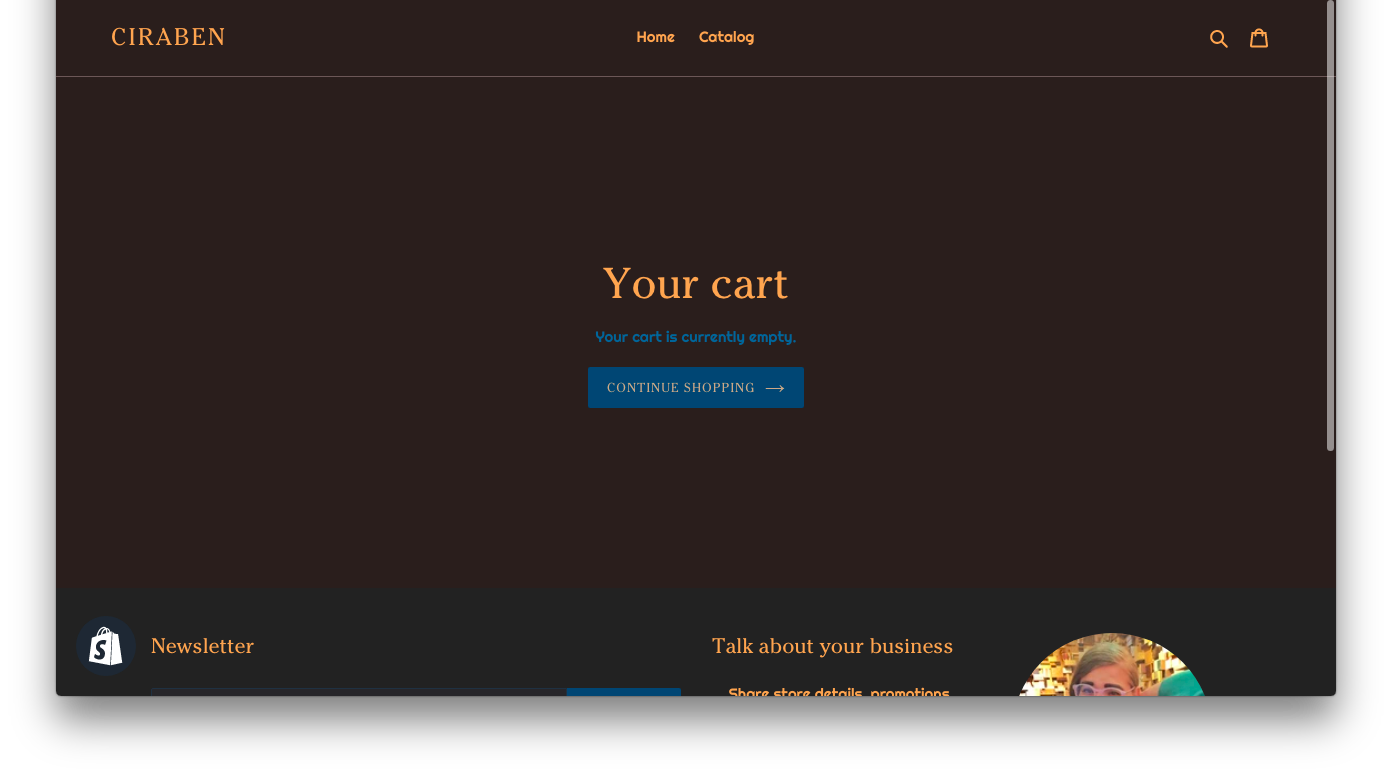 CIRABEN
Home Catalog
Your cart
Your cart is currently empty.
CONTINUE SHOPPING
Newsletter
Talk about your business
Share store details, promotions